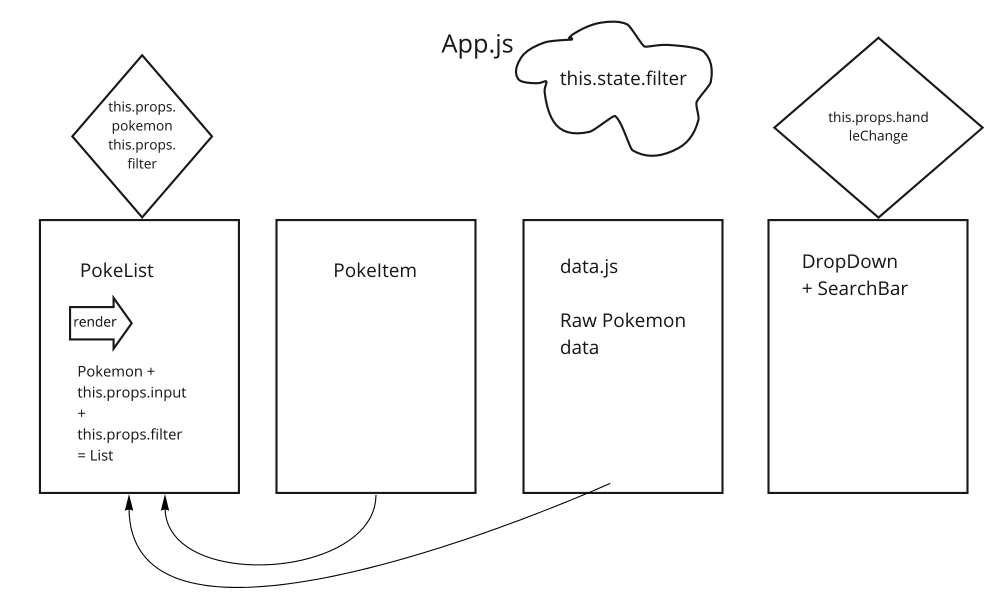 App.js
this.state.filter
this.props.
pokemon
this.props.
filter
this.props.hand
leChange
PokeList
render
Pokemon +
this.props.input
+
this.props.filter
= List
PokeItem
data.js
Raw Pokemon
data
DropDown
+ SearchBar